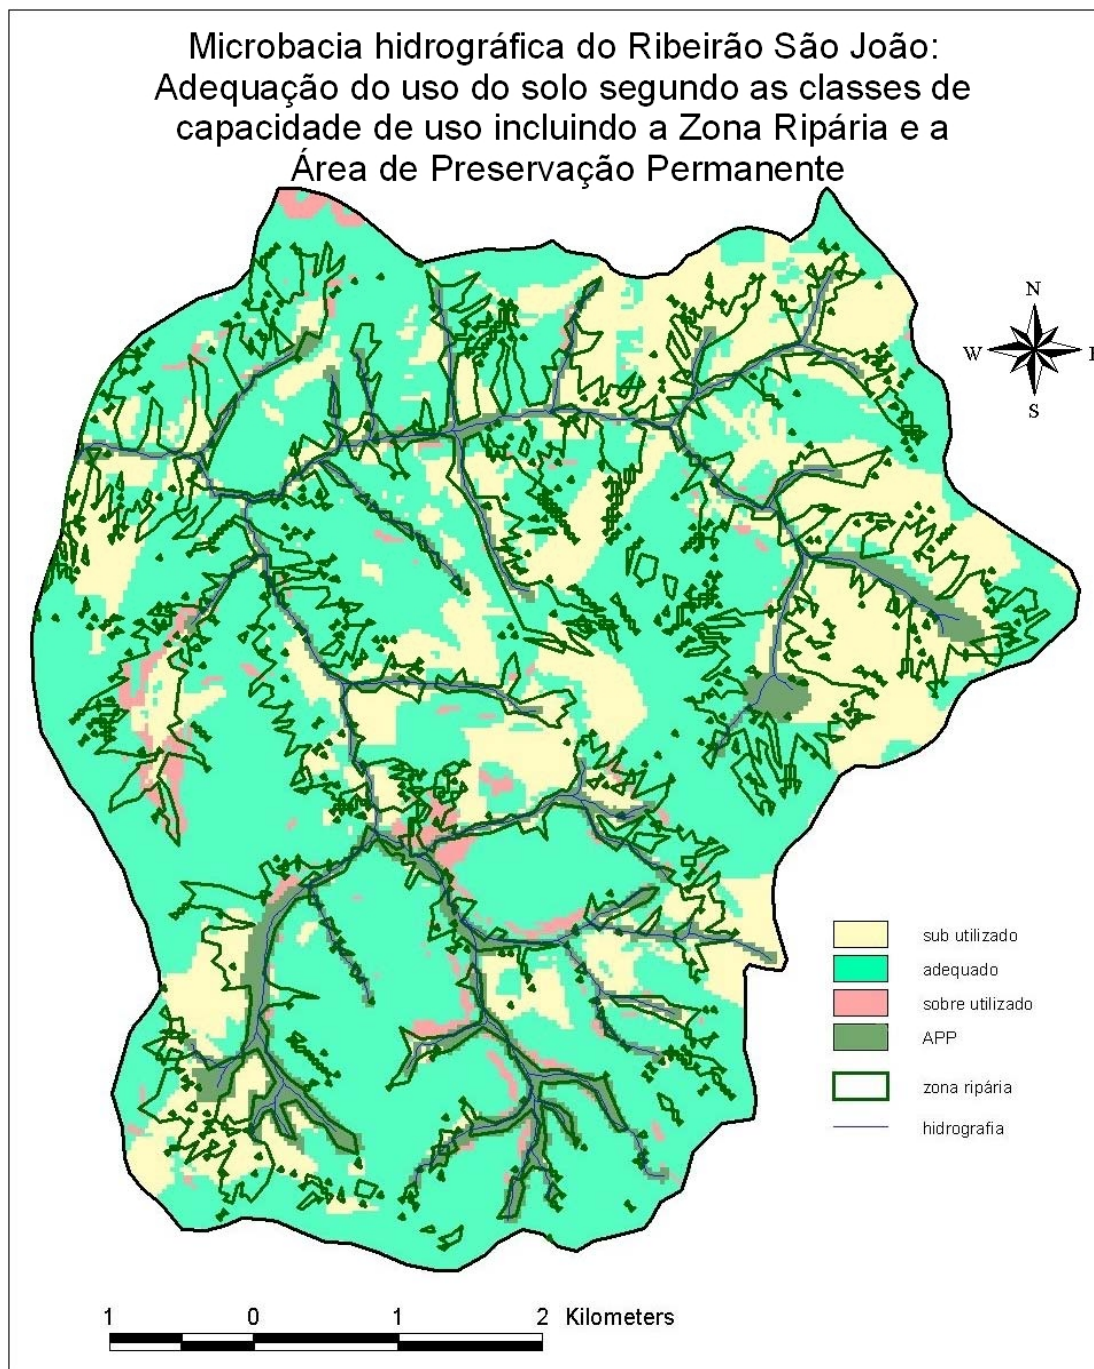 Microbacia hidrográfica do Ribeirão São João:
Adequação do uso do solo segundo as classes de
capacidade de uso incluindo a Zona Ripária e a
Área de Preservação Permanente
N
W E
S
sub utilizado
adequado
sobre utilizado
APP
zona ripária
hidrografia
1 0 1 2 Kilometers